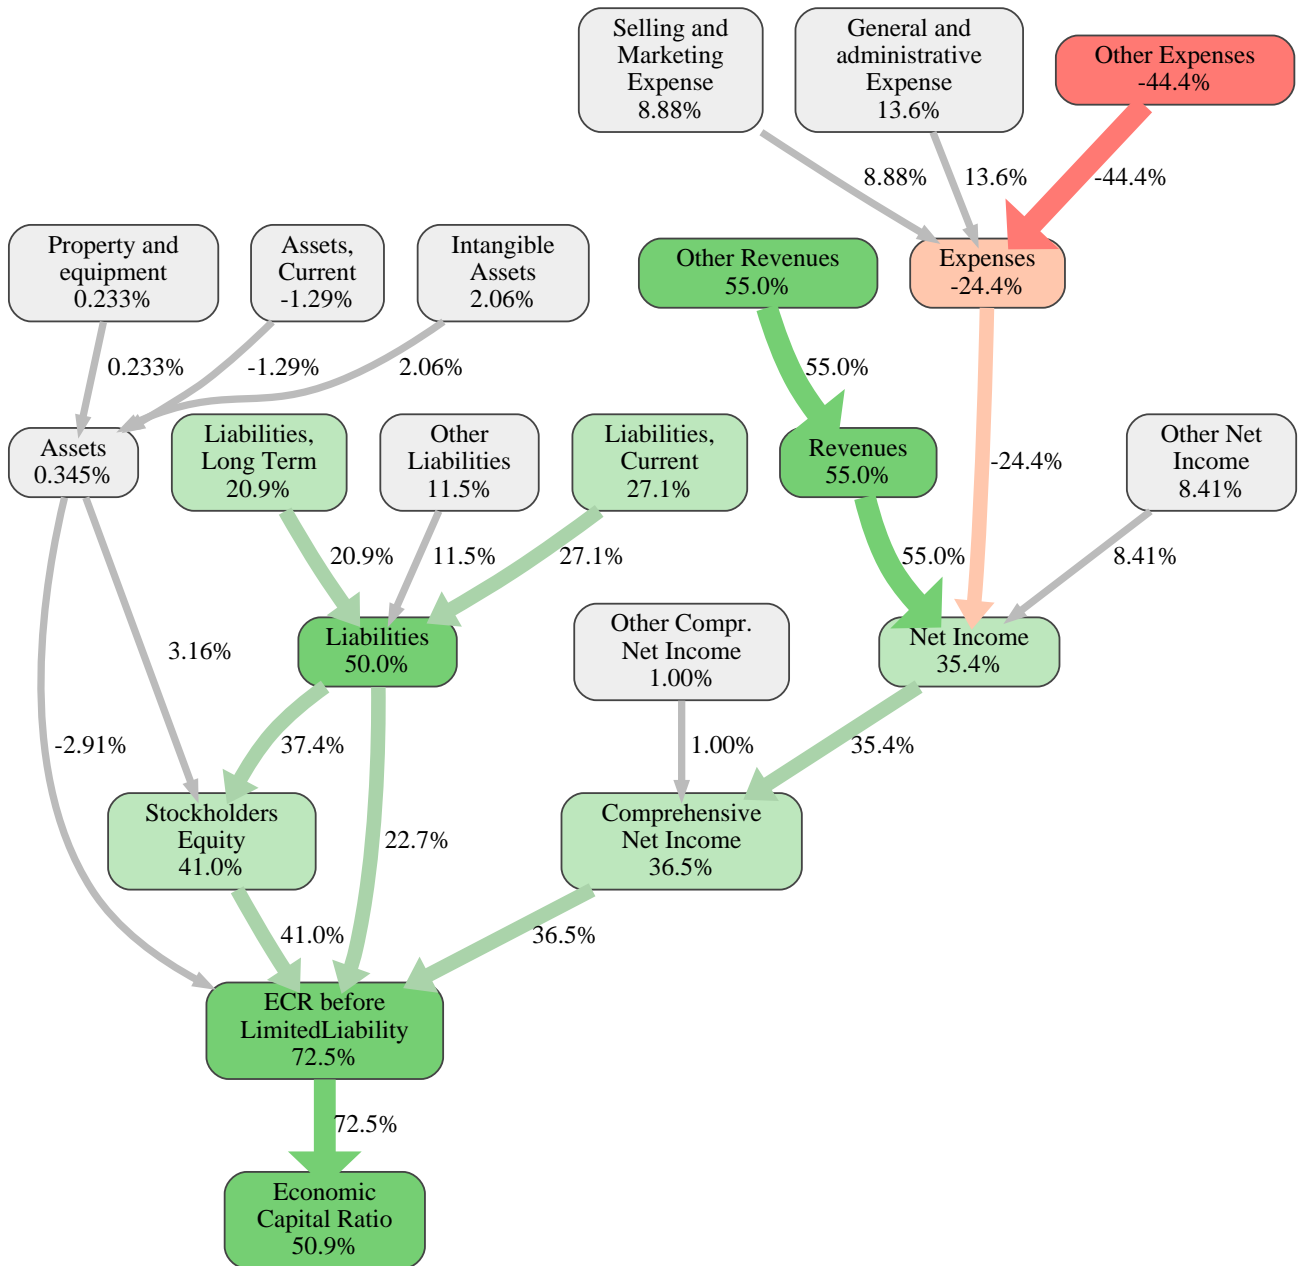 Selling and
Marketing
Expense
8.88%
General and
administrative
Expense
13.6%
Other Expenses
-44.4%
8.88%
13.6%
-44.4%
Property and
equipment
0.233%
Assets,
Current
-1.29%
Intangible
Assets
2.06%
Other Revenues
55.0%
Expenses
-24.4%
0.233%
-1.29%
2.06%
55.0%
Assets
0.345%
Liabilities,
Long Term
20.9%
Other
Liabilities
11.5%
Liabilities,
Current
27.1%
Revenues
55.0%
-24.4%
Other Net
Income
8.41%
20.9%
11.5%
27.1%
55.0%
8.41%
3.16%
Liabilities
50.0%
Other Compr.
Net Income
1.00%
Net Income
35.4%
-2.91%
37.4%
1.00%
35.4%
Stockholders
Equity
41.0%
22.7%
Comprehensive
Net Income
36.5%
41.0%
36.5%
ECR before
LimitedLiability
72.5%
72.5%
Economic
Capital Ratio
50.9%